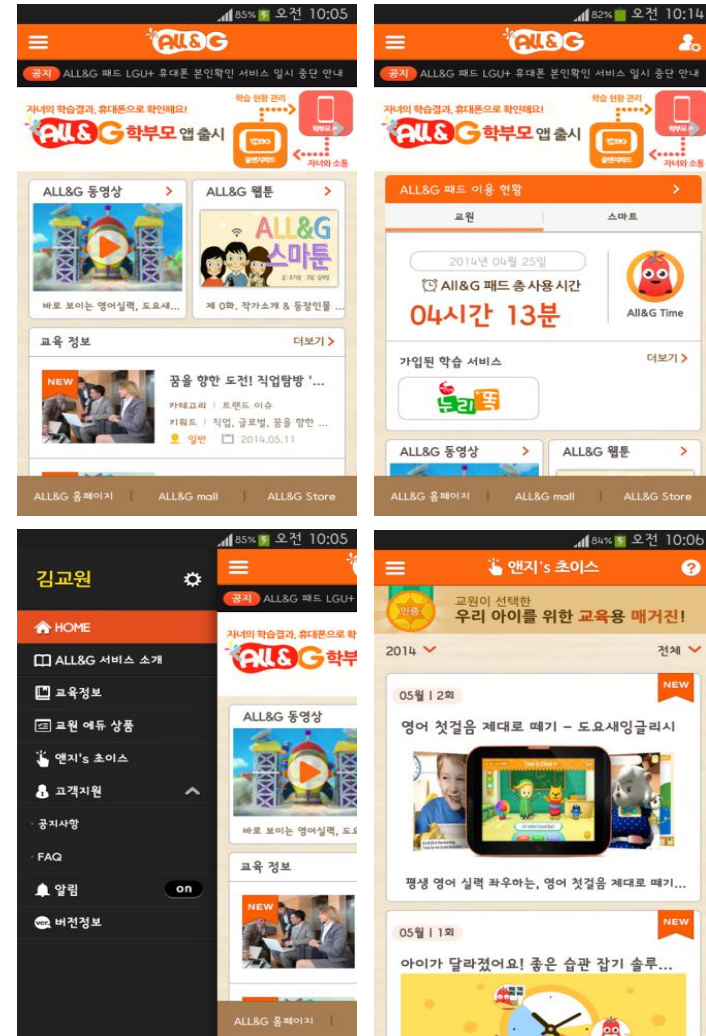 85% 오전 10:05
ALL&G
공지 ALL&G 패드 LGU+ 휴대폰 본인확인 서비스 일시 중단 안내
자녀의 학습결과, 휴대폰으로 확인해요!
ALL&G 학부모 앱 출시
학습 현황 관리
올앤지패드
자녀와 소통
ALL&G 동영상 >
바로 보이는 영어실력, 도요새...
ALL&G 웹툰 >
ALL&G
스마툰
제 0화. 작가소개 & 등장인물 ...
교육 정보 더보기 >
NEW
꿈을 향한 도전! 직업탐방 '...
카테고리 | 트랜드 이슈
키워드 | 직업, 글로벌, 꿈을 향한 ...
일반 2014.05.11
ALL&G 홈페이지 | ALL&G mall | ALL&G Store
82% 오전 10:14
ALL&G
공지 ALL&G 패드 LGU+ 휴대폰 본인확인 서비스 일시 중단 안내
자녀의 학습결과, 휴대폰으로 확인해요!
ALL&G 학부모 앱 출시
학습 현황 관리
올앤지패드
자녀와 소통
ALL&G 패드 이용 현황 >
교원 | 스마트
2014년 04월 25일
All&G 패드 총 사용시간
04시간 13분
All&G Time
가입된 학습 서비스 더보기 >
ALL&G 동영상 >
ALL&G 웹툰 >
ALL&G 홈페이지 | ALL&G mall | ALL&G Store
85% 오전 10:05
김교원
HOME
ALL&G 서비스 소개
교육정보
교원 에듀 상품
앤지's 초이스
고객지원
· 공지사항
· FAQ
알림 on
ver. 버전정보
공지 ALL&G 패드 LGU+
자녀의 학습결과, 휴대폰으로 확
ALL&G 학부
ALL&G 동영상
바로 보이는 영어실력, 도요
교육 정보
NEW
ALL&G 홈페이지 |
84% 오전 10:06
앤지's 초이스 ?
인증
교원이 선택한
우리 아이를 위한 교육용 매거진!
2014 전체
NEW
05월 | 2회
영어 첫걸음 제대로 떼기 – 도요새잉글리시
평생 영어 실력 좌우하는, 영어 첫걸음 제대로 떼기...
NEW
05월 | 1회
아이가 달라졌어요! 좋은 습관 잡기 솔루...